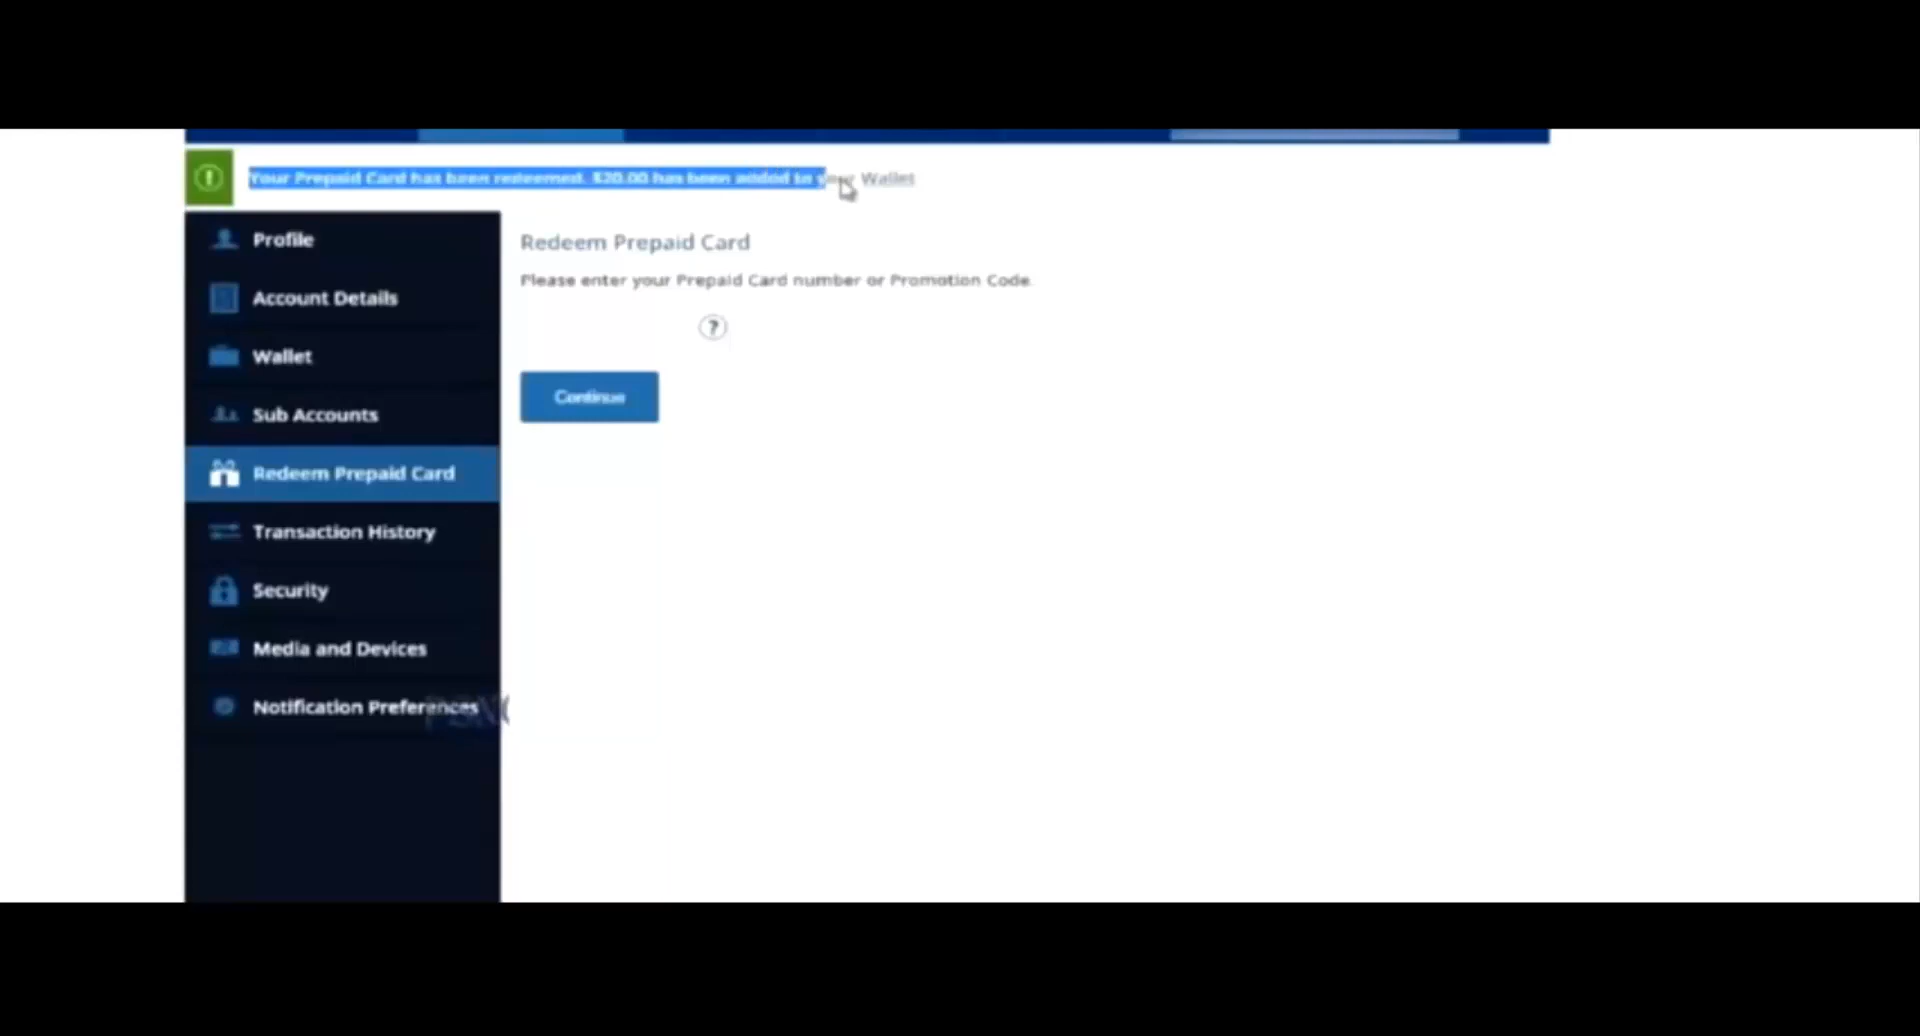 Your Prepaid Card has been redeemed. $20.00 has been added to your Wallet
Profile
Account Details
Wallet
Sub Accounts
Redeem Prepaid Card
Transaction History
Security
Media and Devices
Notification Preferences
Redeem Prepaid Card
Please enter your Prepaid Card number or Promotion Code.
?
Continue